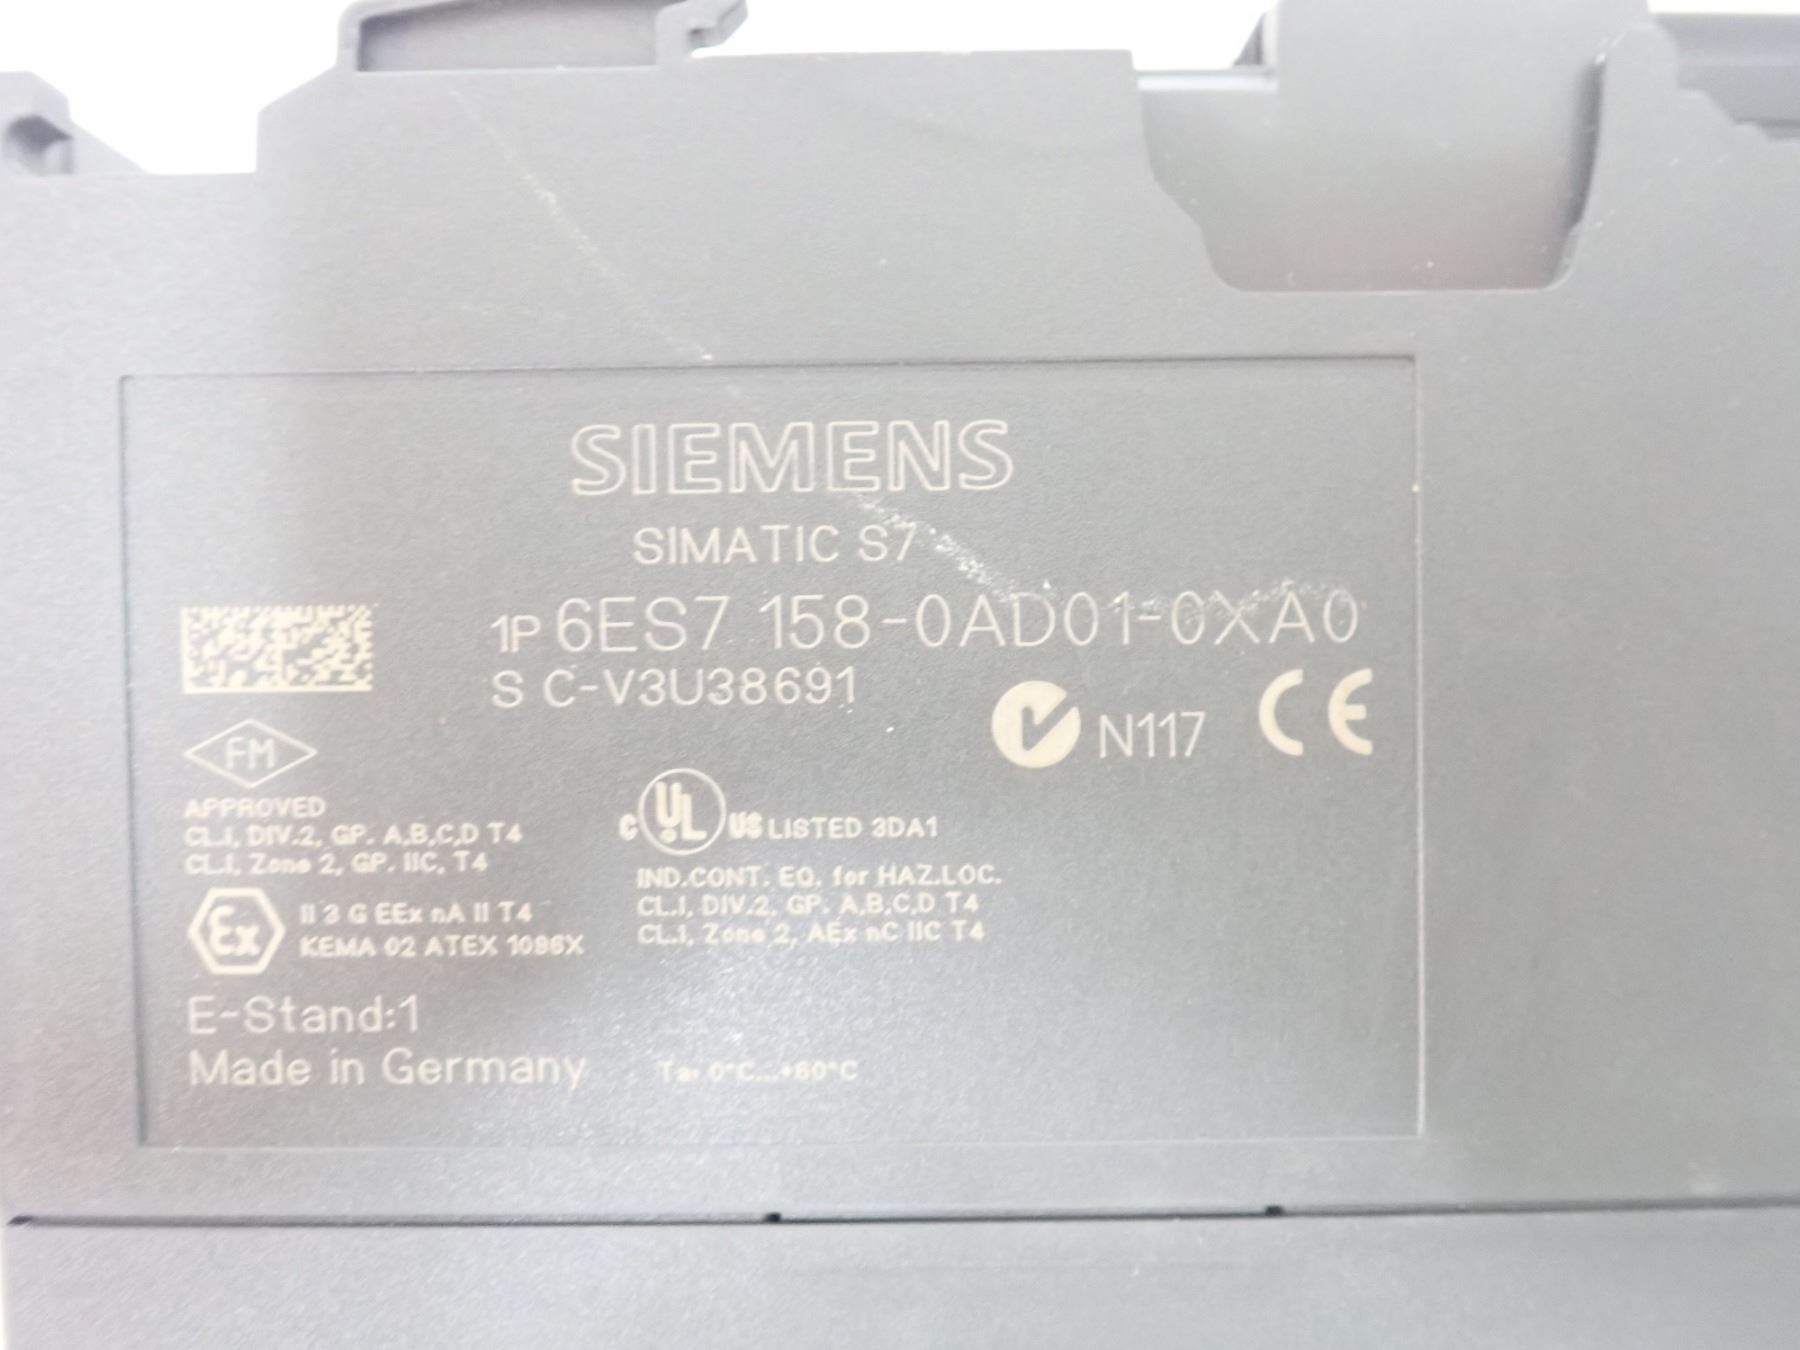 SIEMENS
SIMATIC S7
1P 6ES7 158-0AD01-0XA0
S C-V3U38691
N117 CE
FM
APPROVED
CL.I, DIV.2, GP. A,B,C,D T4
CL.I, Zone 2, GP. IIC, T4
C UL US LISTED 3DA1
IND.CONT. EQ. for HAZ.LOC.
CL.I, DIV.2, GP. A,B,C,D T4
CL.I, Zone 2, AEx nC IIC T4
Ex II 3 G EEx nA II T4
KEMA 02 ATEX 1096X
E-Stand:1
Made in Germany
Ta: 0°C...+60°C